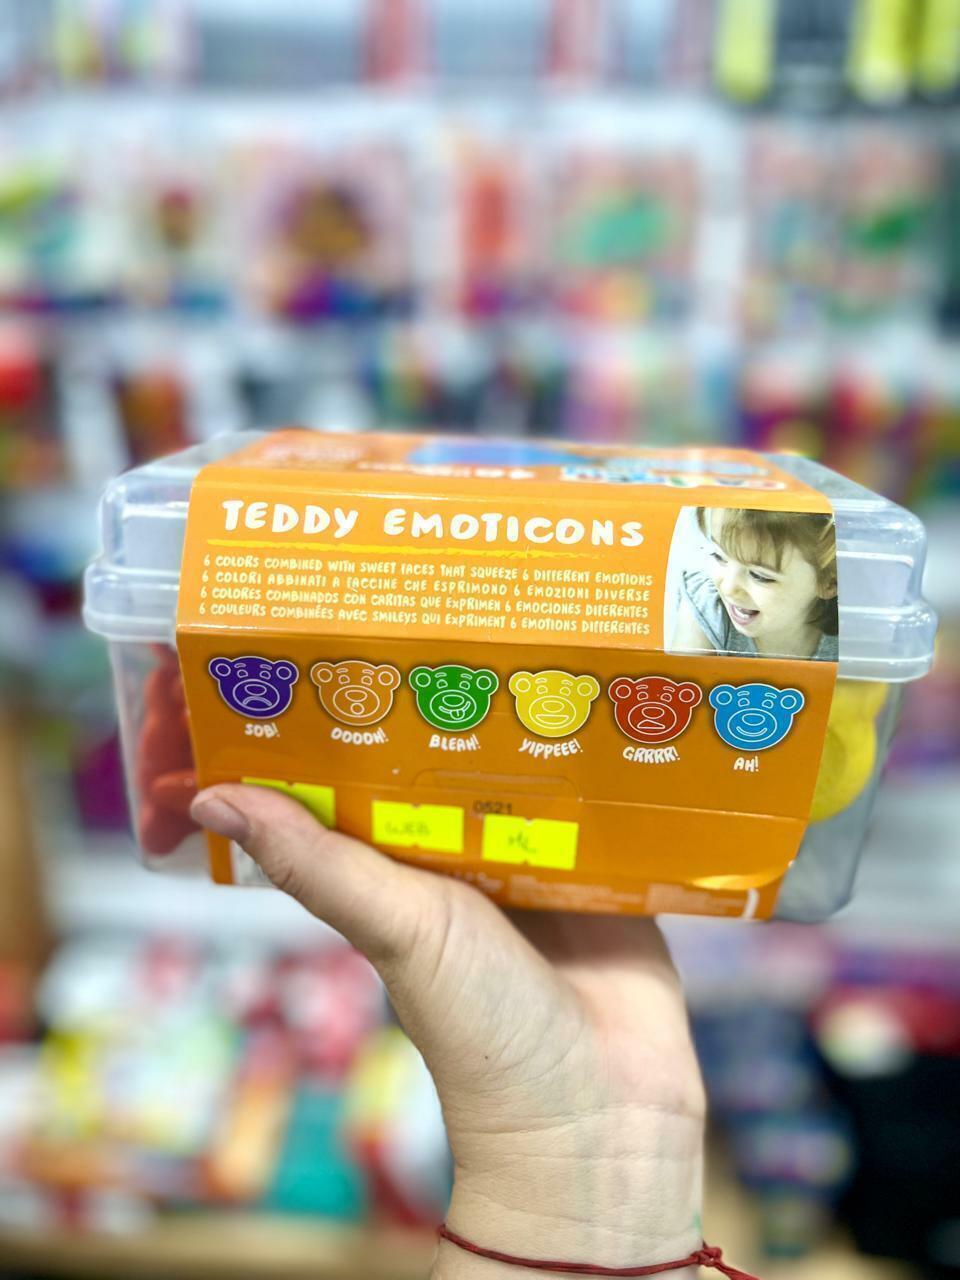 TEDDY EMOTICONS
6 COLORS COMBINED WITH SWEET FACES THAT SQUEEZE 6 DIFFERENT EMOTIONS
6 COLORI ABBINATI A FACCINE CHE ESPRIMONO 6 EMOZIONI DIVERSE
6 COLORES COMBINADOS CON CARITAS QUE EXPRIMEN 6 EMOCIONES DIFERENTES
6 COULEURS COMBINÉES AVEC SMILEYS QUI EXPRIMENT 6 EMOTIONS DIFFERENTES
SOB! OOOOH! BLEAH! YIPPEEE! GRRRR! AH!
0521